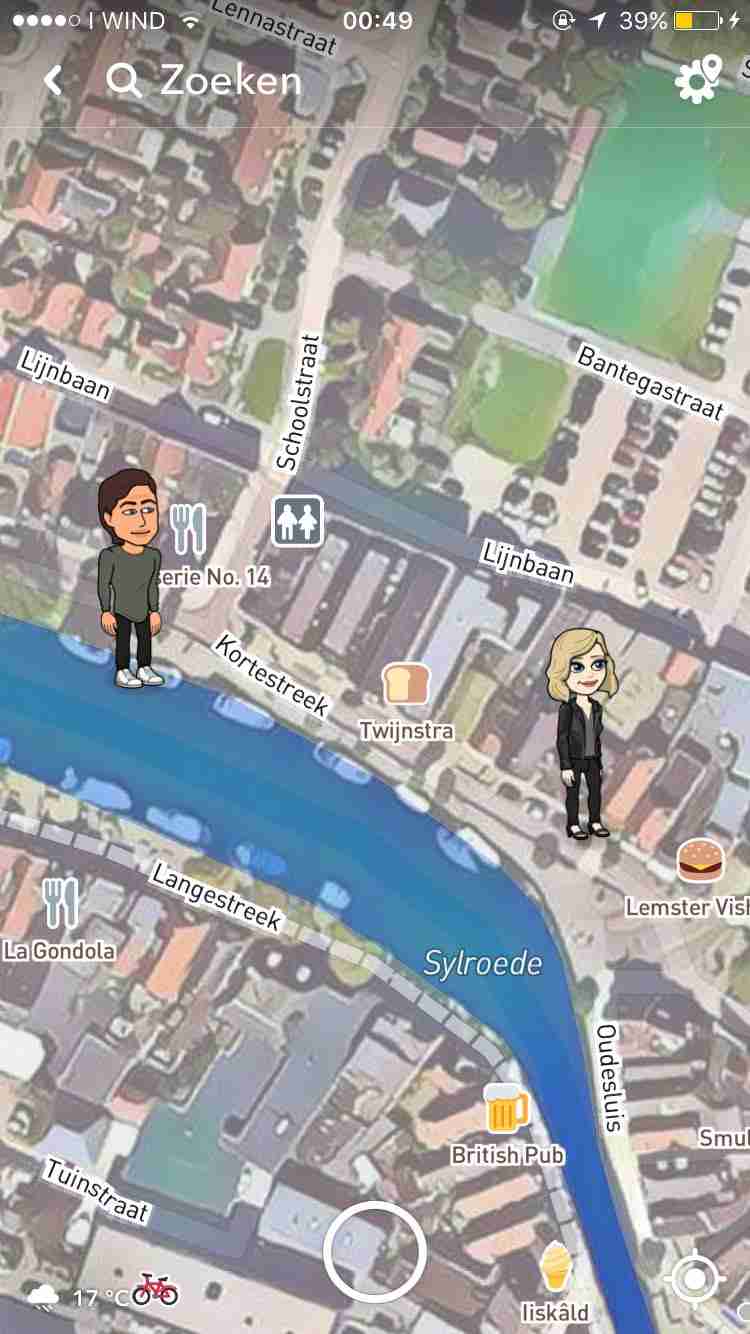 I WIND
00:49
39%
Lennastraat
Zoeken
Bantegastraat
Lijnbaan
Schoolstraat
Lijnbaan
serie No. 14
Kortestreek
Twijnstra
Langestreek
Lemster Vis
La Gondola
Sylroede
Oudesluis
British Pub
Smul
Tuinstraat
17 °C
Iiskâld